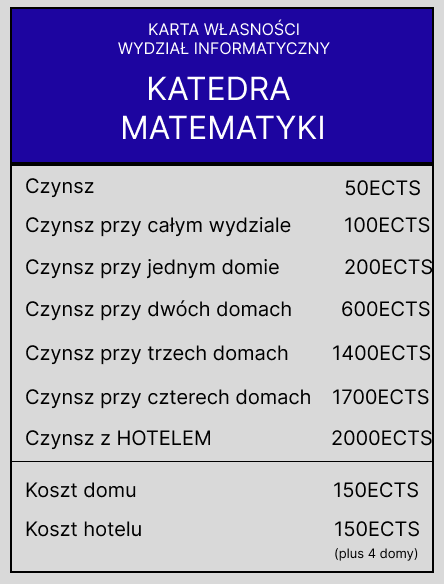 KARTA WŁASNOŚCI
WYDZIAŁ INFORMATYCZNY
KATEDRA
MATEMATYKI
Czynsz 50ECTS
Czynsz przy całym wydziale 100ECTS
Czynsz przy jednym domie 200ECTS
Czynsz przy dwóch domach 600ECTS
Czynsz przy trzech domach 1400ECTS
Czynsz przy czterech domach 1700ECTS
Czynsz z HOTELEM 2000ECTS
Koszt domu 150ECTS
Koszt hotelu 150ECTS
(plus 4 domy)